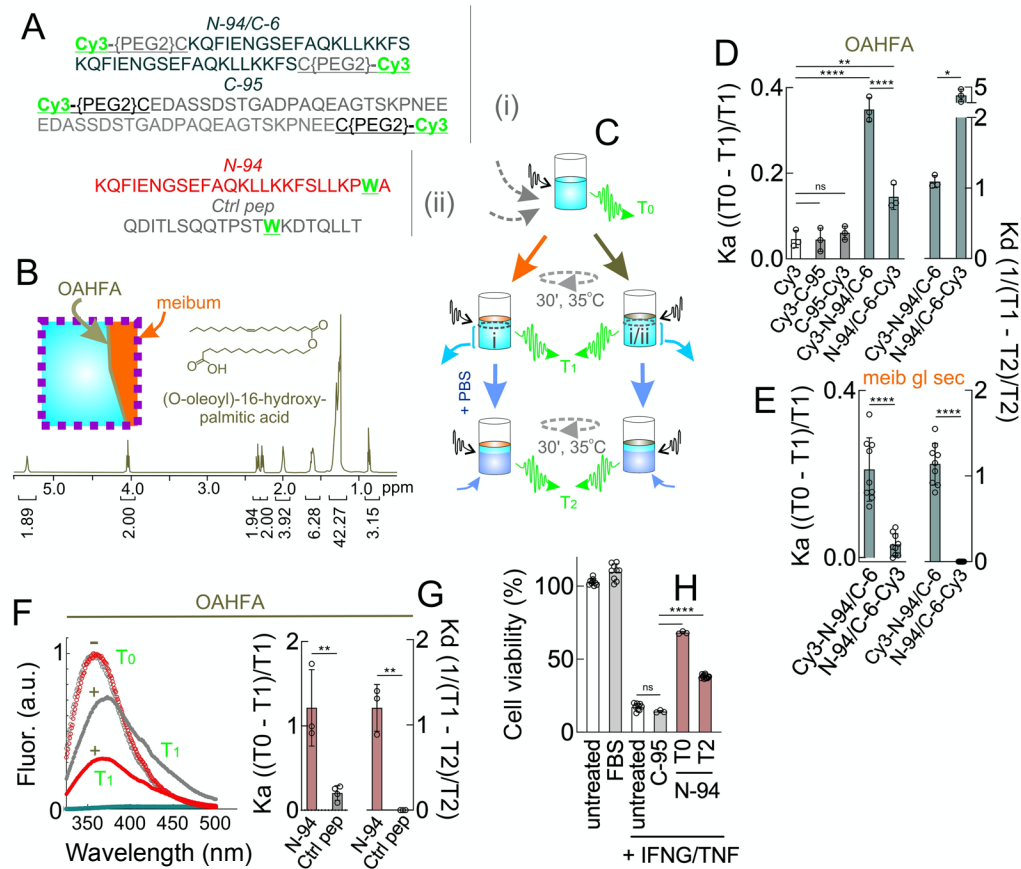 A
N-94/C-6
Cy3-{PEG2}CKQFIENGSEFAQKLLKKFS
KQFIENGSEFAQKLLKKFSC{PEG2}-Cy3
C-95
Cy3-{PEG2}CEDASSDSTGADPAQEAGTSKPNEE
EDASSDSTGADPAQEAGTSKPNEEC{PEG2}-Cy3
(i)
N-94
KQFIENGSEFAQKLLKKFSLLKPWA
Ctrl pep
QDITLSQQTPSTWKDTQLLT
(ii)
B
OAHFA
meibum
O
O
O
OH
(O-oleoyl)-16-hydroxy-
palmitic acid
5.0
4.0
3.0
2.0
1.0
ppm
1.89
2.00
1.94
2.00
3.92
6.28
42.27
3.15
C
T0
30', 35°C
i
i/ii
T1
+ PBS
30', 35°C
T2
D
OAHFA
Ka ((T0 - T1)/T1)
0.4
0.2
0.0
**
****
****
ns
*
5
2
2
1
0
Kd (1/(T1 - T2)/T2)
Cy3
Cy3-C-95
C-95-Cy3
Cy3-N-94/C-6
N-94/C-6-Cy3
Cy3-N-94/C-6
N-94/C-6-Cy3
E
meib gl sec
Ka ((T0 - T1)/T1)
0.4
0.0
****
****
2
1
0
Cy3-N-94/C-6
N-94/C-6-Cy3
Cy3-N-94/C-6
N-94/C-6-Cy3
F
OAHFA
Fluor. (a.u.)
1
0
-
T0
+
T1
+
T1
350
400
450
500
Wavelength (nm)
G
Ka ((T0 - T1)/T1)
2
1
0
**
**
2
1
0
Kd (1/(T1 - T2)/T2)
N-94
Ctrl pep
N-94
Ctrl pep
H
Cell viability (%)
100
50
0
ns
****
untreated
FBS
untreated
C-95
T0
T2
N-94
+ IFNG/TNF